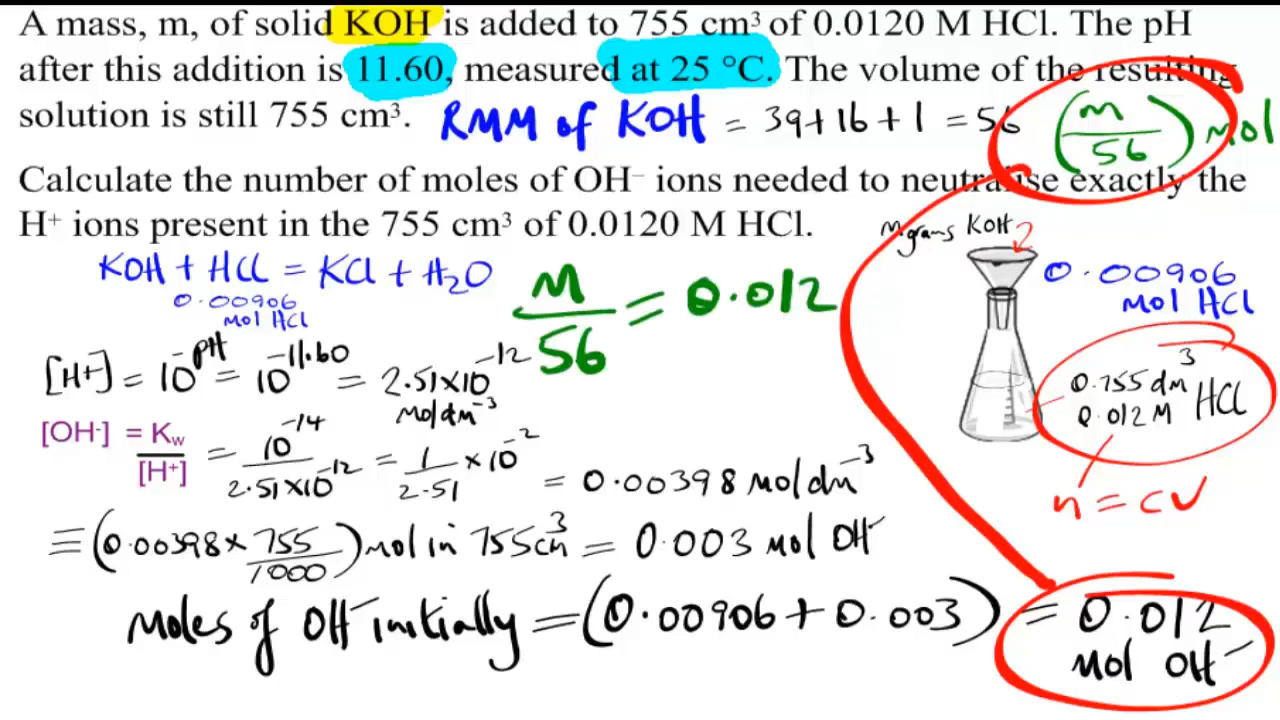 A mass, m, of solid KOH is added to 755 cm³ of 0.0120 M HCl. The pH
after this addition is 11.60, measured at 25 °C. The volume of the resulting
solution is still 755 cm³.
RMM of KOH = 39+16+1 = 56
(m/56) mol
Calculate the number of moles of OH⁻ ions needed to neutralise exactly the
H⁺ ions present in the 755 cm³ of 0.0120 M HCl.
M grams KOH
KOH + HCl = KCl + H₂O
0.00906
mol HCl
M/56 = 0.012
0.00906
mol HCl
[H+] = 10^-pH = 10^-11.60 = 2.51×10^-12
mol dm⁻³
0.755 dm³
0.012 M HCl
[OH-] = Kw/[H+] = 10^-14/2.51×10^-12 = 1/2.51 × 10^-2 = 0.00398 mol dm⁻³
n = cv
≡ (0.00398 × 755/1000) mol in 755cm³ = 0.003 mol OH⁻
Moles of OH⁻ initially = (0.00906 + 0.003) = 0.012
mol OH⁻